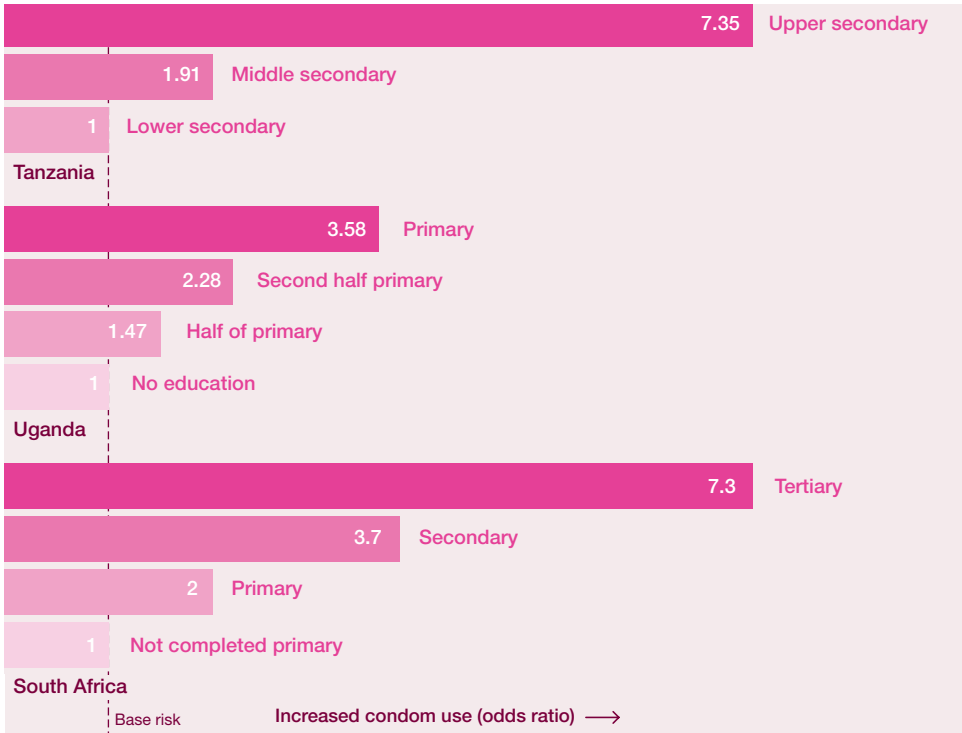 7.35 Upper secondary
1.91 Middle secondary
1 Lower secondary
Tanzania
3.58 Primary
2.28 Second half primary
1.47 Half of primary
1 No education
Uganda
7.3 Tertiary
3.7 Secondary
2 Primary
1 Not completed primary
South Africa
Base risk Increased condom use (odds ratio) →